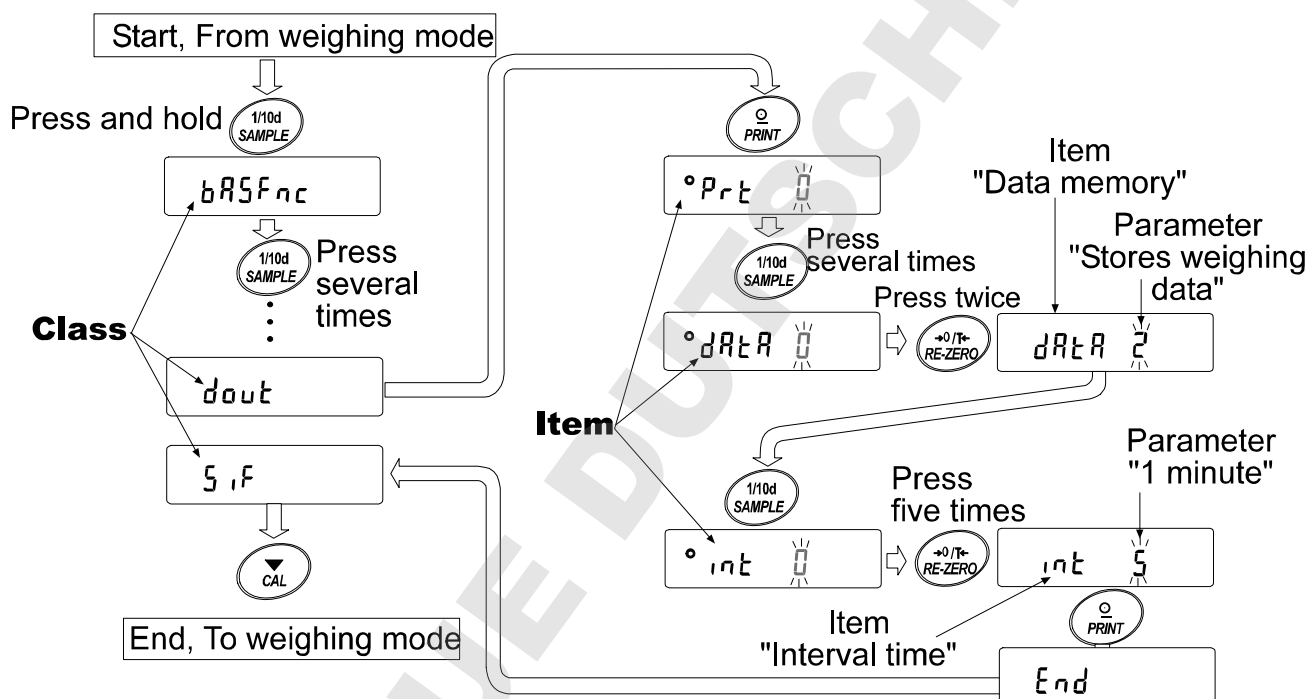 Start, From weighing mode
Press and hold
1/10d
SAMPLE
bASFnc
1/10d
SAMPLE
Press
several
times
Class
dout
S iF
CAL
End, To weighing mode
PRINT
Prt 0
1/10d
SAMPLE
Press
several times
Item
dAtA 0
Press twice
→0/T←
RE-ZERO
Item
"Data memory"
Parameter
"Stores weighing
data"
dAtA 2
1/10d
SAMPLE
int 0
Press
five times
→0/T←
RE-ZERO
Parameter
"1 minute"
int 5
Item
"Interval time"
PRINT
End